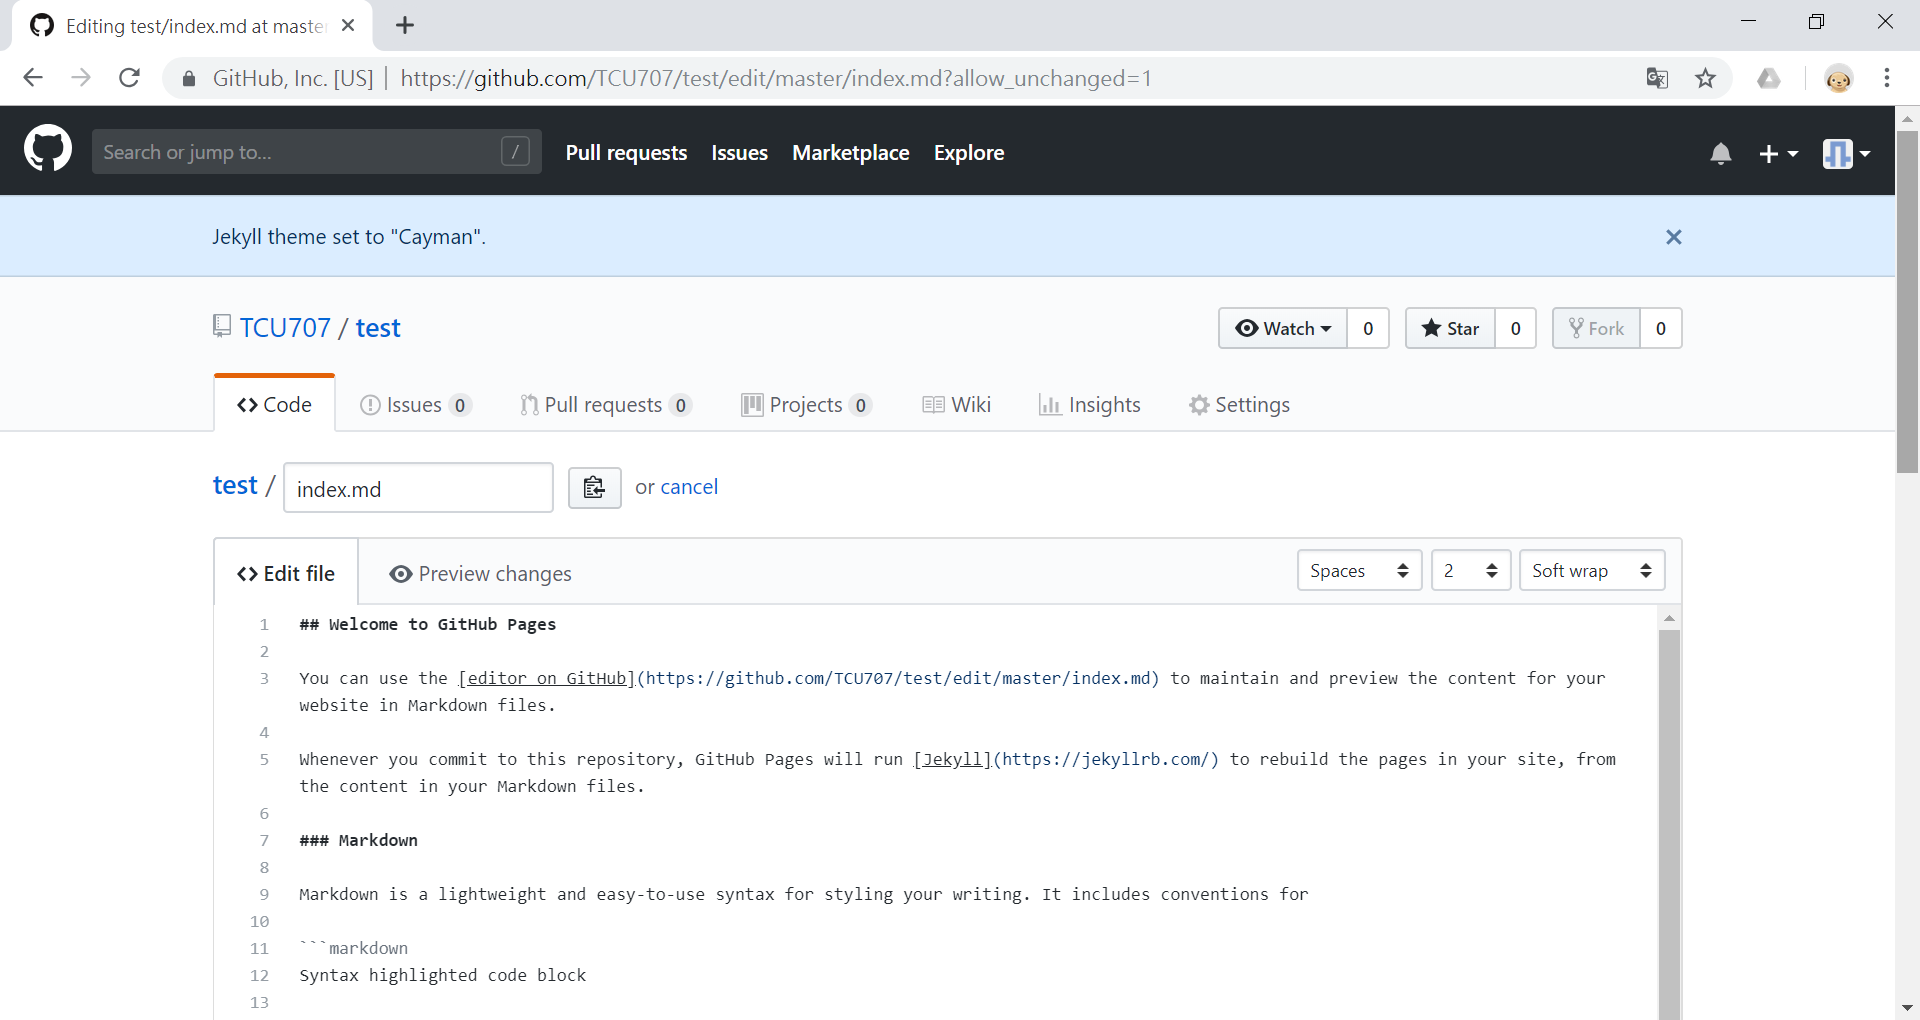 Editing test/index.md at maste
GitHub, Inc. [US] | https://github.com/TCU707/test/edit/master/index.md?allow_unchanged=1
Search or jump to... /
Pull requests Issues Marketplace Explore
Jekyll theme set to "Cayman".
TCU707 / test
Watch 0 Star 0 Fork 0
<> Code Issues 0 Pull requests 0 Projects 0 Wiki Insights Settings
test / index.md or cancel
<> Edit file Preview changes Spaces 2 Soft wrap
1 ## Welcome to GitHub Pages
2
3 You can use the [editor on GitHub](https://github.com/TCU707/test/edit/master/index.md) to maintain and preview the content for your
website in Markdown files.
4
5 Whenever you commit to this repository, GitHub Pages will run [Jekyll](https://jekyllrb.com/) to rebuild the pages in your site, from
the content in your Markdown files.
6
7 ### Markdown
8
9 Markdown is a lightweight and easy-to-use syntax for styling your writing. It includes conventions for
10
11 ```markdown
12 Syntax highlighted code block
13